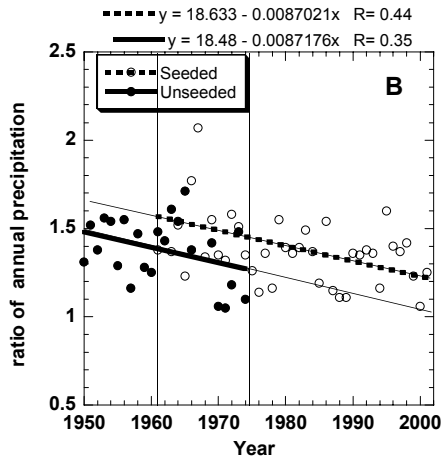 y = 18.633 - 0.0087021x R= 0.44
y = 18.48 - 0.0087176x R= 0.35
Seeded
Unseeded
B
ratio of annual precipitation
2.5
2
1.5
1
0.5
1950 1960 1970 1980 1990 2000
Year